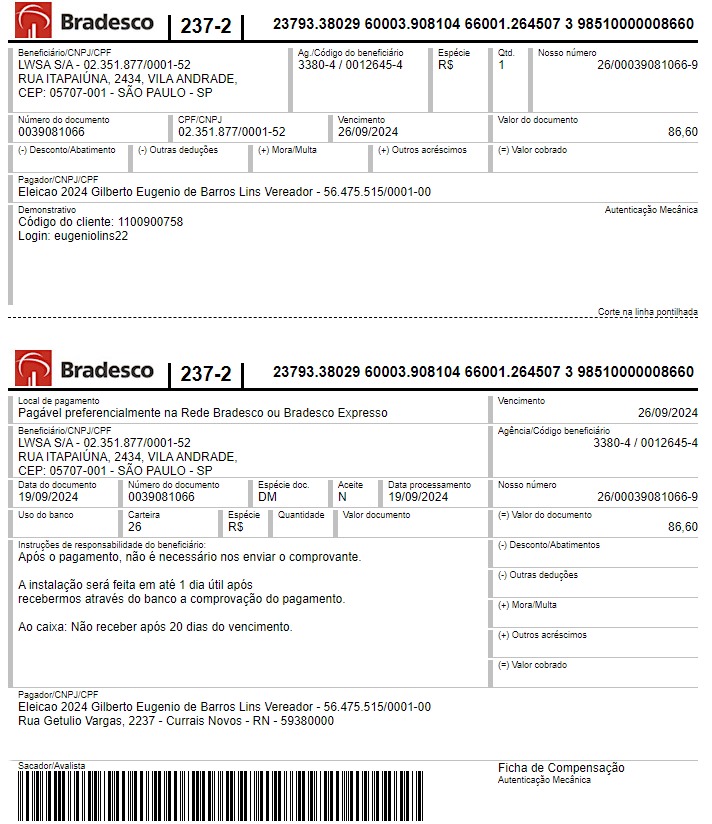 Bradesco 237-2 23793.38029 60003.908104 66001.264507 3 98510000008660
Beneficiário/CNPJ/CPF Ag./Código do beneficiário Espécie Qtd. Nosso número
LWSA S/A - 02.351.877/0001-52 3380-4 / 0012645-4 R$ 1 26/00039081066-9
RUA ITAPAIÚNA, 2434, VILA ANDRADE,
CEP: 05707-001 - SÃO PAULO - SP
Número do documento CPF/CNPJ Vencimento Valor do documento
0039081066 02.351.877/0001-52 26/09/2024 86,60
(-) Desconto/Abatimento (-) Outras deduções (+) Mora/Multa (+) Outros acréscimos (=) Valor cobrado
Pagador/CNPJ/CPF
Eleicao 2024 Gilberto Eugenio de Barros Lins Vereador - 56.475.515/0001-00
Demonstrativo Autenticação Mecânica
Código do cliente: 1100900758
Login: eugeniolins22
Corte na linha pontilhada
Bradesco 237-2 23793.38029 60003.908104 66001.264507 3 98510000008660
Local de pagamento Vencimento
Pagável preferencialmente na Rede Bradesco ou Bradesco Expresso 26/09/2024
Beneficiário/CNPJ/CPF Agência/Código beneficiário
LWSA S/A - 02.351.877/0001-52 3380-4 / 0012645-4
RUA ITAPAIÚNA, 2434, VILA ANDRADE,
CEP: 05707-001 - SÃO PAULO - SP
Data do documento Número do documento Espécie doc. Aceite Data processamento Nosso número
19/09/2024 0039081066 DM N 19/09/2024 26/00039081066-9
Uso do banco Carteira Espécie Quantidade Valor documento (=) Valor do documento
26 R$ 86,60
Instruções de responsabilidade do beneficiário: (-) Desconto/Abatimentos
Após o pagamento, não é necessário nos enviar o comprovante.
(-) Outras deduções
A instalação será feita em até 1 dia útil após
recebermos através do banco a comprovação do pagamento.
(+) Mora/Multa
Ao caixa: Não receber após 20 dias do vencimento.
(+) Outros acréscimos
(=) Valor cobrado
Pagador/CNPJ/CPF
Eleicao 2024 Gilberto Eugenio de Barros Lins Vereador - 56.475.515/0001-00
Rua Getulio Vargas, 2237 - Currais Novos - RN - 59380000
Sacador/Avalista Ficha de Compensação
Autenticação Mecânica